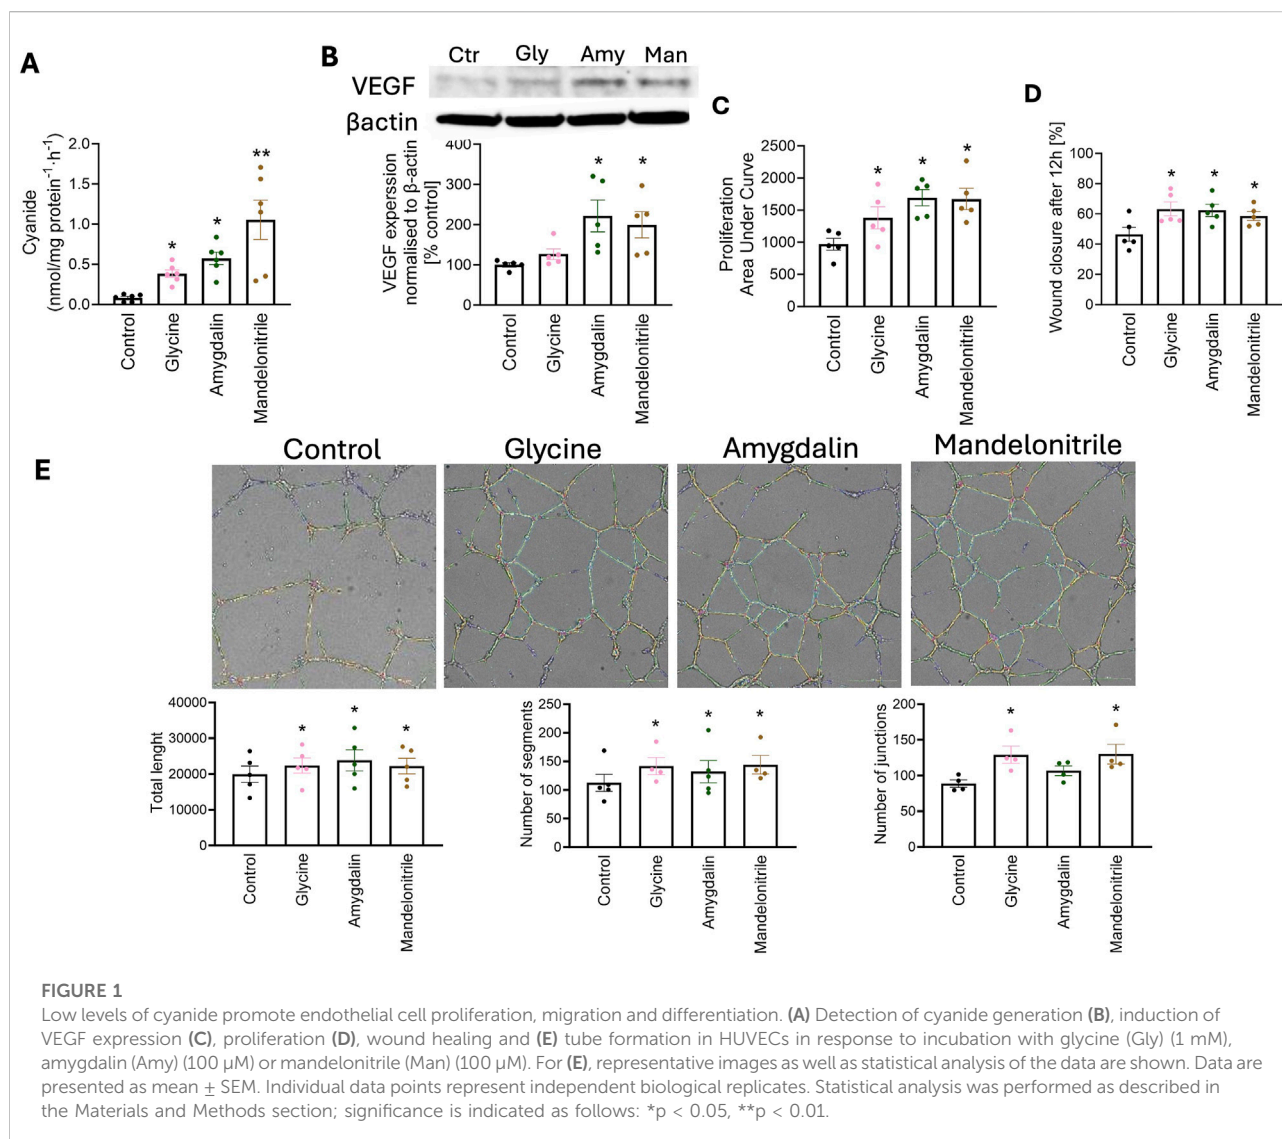 A
Cyanide
(nmol/mg protein⁻¹·h⁻¹)
2.0
1.5
1.0
0.5
0.0
*
*
**
Control
Glycine
Amygdalin
Mandelonitrile
B
Ctr Gly Amy Man
VEGF
βactin
VEGF experssion
normalised to β-actin
[% control]
400
300
200
100
0
*
*
Control
Glycine
Amygdalin
Mandelonitrile
C
Proliferation
Area Under Curve
2500
2000
1500
1000
500
0
*
*
*
Control
Glycine
Amygdalin
Mandelonitrile
D
Wound closure after 12h [%]
100
80
60
40
20
0
*
*
*
Control
Glycine
Amygdalin
Mandelonitrile
E
Control Glycine Amygdalin Mandelonitrile
Total lenght
40000
30000
20000
10000
0
*
*
*
Control
Glycine
Amygdalin
Mandelonitrile
Number of segments
250
200
150
100
50
0
*
*
*
Control
Glycine
Amygdalin
Mandelonitrile
Number of junctions
200
150
100
50
0
*
*
Control
Glycine
Amygdalin
Mandelonitrile
FIGURE 1
Low levels of cyanide promote endothelial cell proliferation, migration and differentiation. (A) Detection of cyanide generation (B), induction of
VEGF expression (C), proliferation (D), wound healing and (E) tube formation in HUVECs in response to incubation with glycine (Gly) (1 mM),
amygdalin (Amy) (100 µM) or mandelonitrile (Man) (100 µM). For (E), representative images as well as statistical analysis of the data are shown. Data are
presented as mean ± SEM. Individual data points represent independent biological replicates. Statistical analysis was performed as described in
the Materials and Methods section; significance is indicated as follows: *p < 0.05, **p < 0.01.